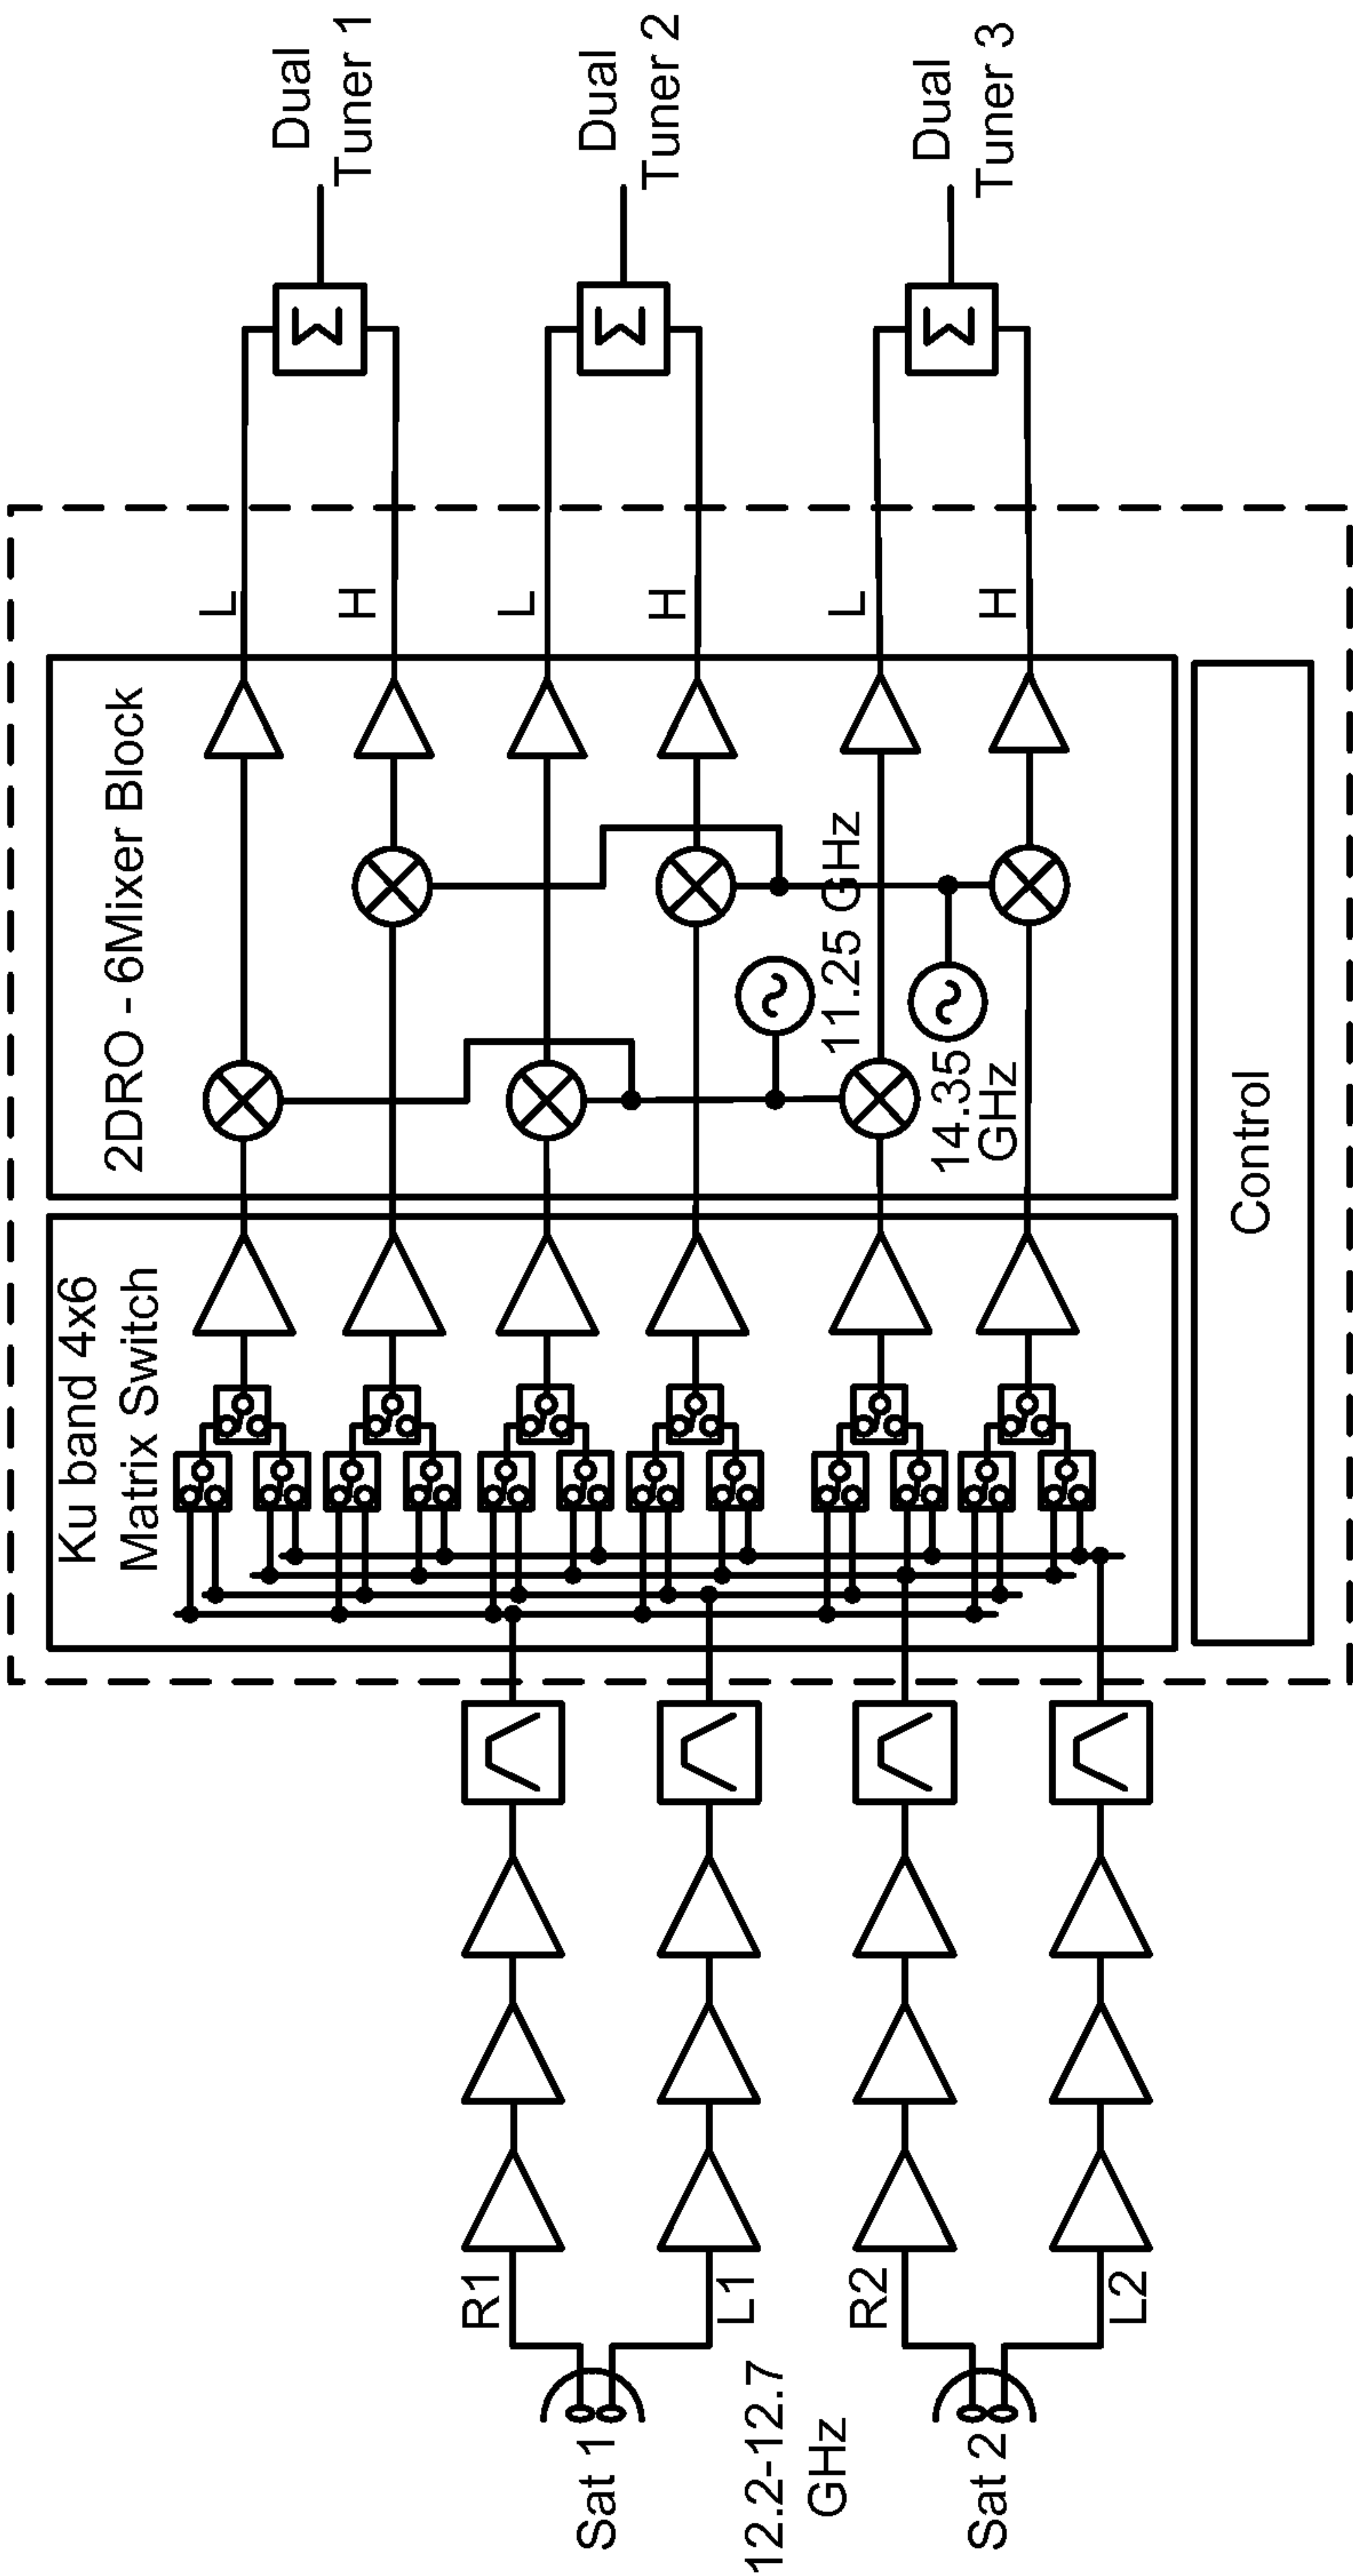 Sat 1
R1
L1
12.2-12.7
GHz
Sat 2
R2
L2
Ku band 4x6
Matrix Switch
2DRO - 6Mixer Block
11.25 GHz
14.35
GHz
Control
L
H
L
H
L
H
Σ
Σ
Σ
Dual
Tuner 1
Dual
Tuner 2
Dual
Tuner 3